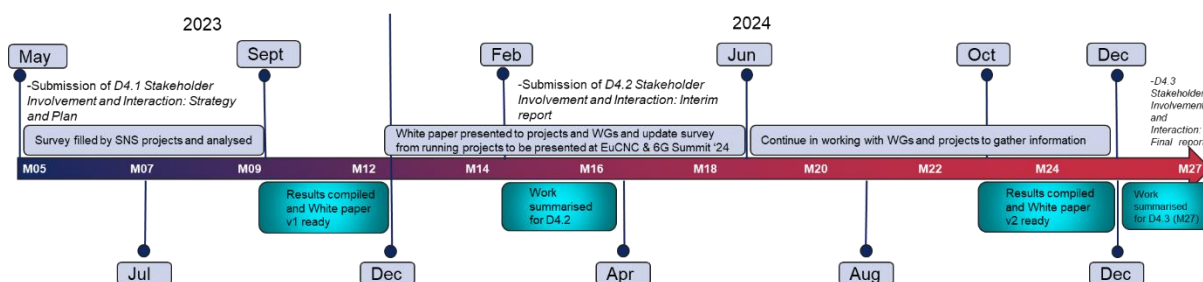 2023
2024
May
Sept
Feb
Jun
Oct
Dec
-Submission of D4.1 Stakeholder
Involvement and Interaction: Strategy
and Plan
-Submission of D4.2 Stakeholder
Involvement and Interaction: Interim
report
-D4.3
Stakeholder
Involvement
and
Interaction:
Final report
Survey filled by SNS projects and analysed
White paper presented to projects and WGs and update survey
from running projects to be presented at EuCNC & 6G Summit ‘24
Continue in working with WGs and projects to gather information
M05
M07
M09
M12
M14
M16
M18
M20
M22
M24
M27
Results compiled
and White paper
v1 ready
Work
summarised
for D4.2
Results compiled
and White paper
v2 ready
Work
summarised
for D4.3 (M27)
Jul
Dec
Apr
Aug
Dec